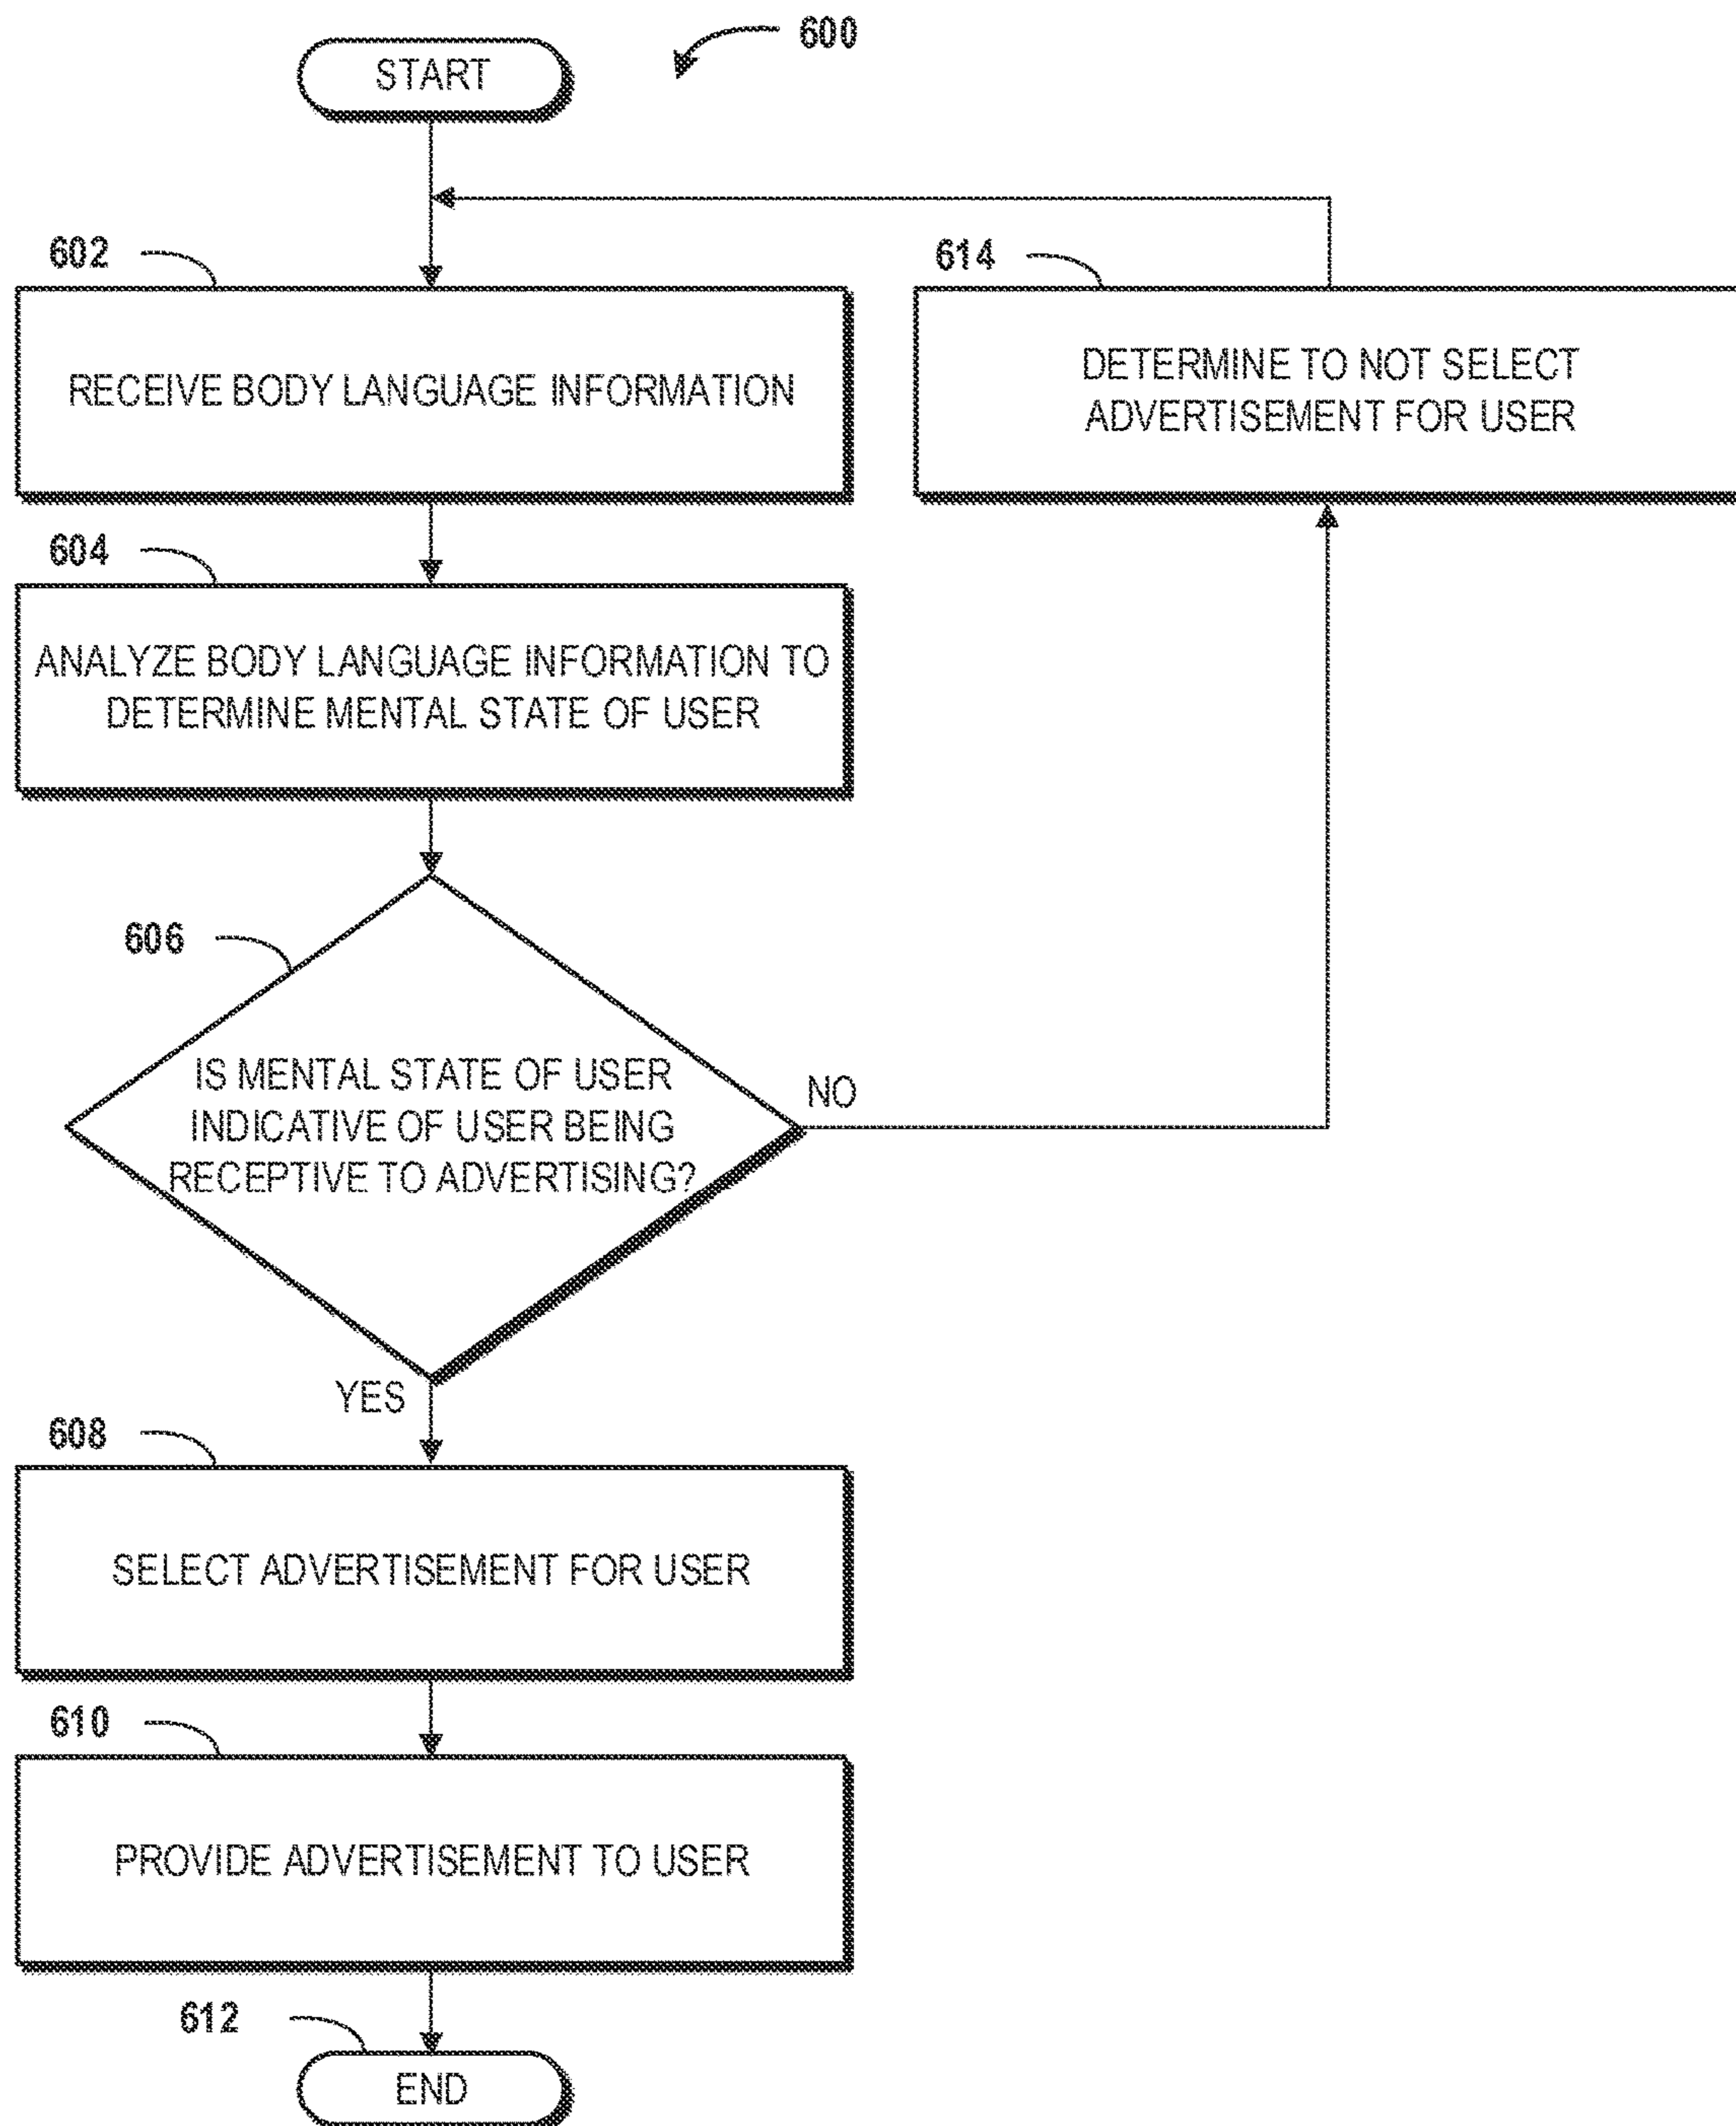 600
START
602
RECEIVE BODY LANGUAGE INFORMATION
614
DETERMINE TO NOT SELECT
ADVERTISEMENT FOR USER
604
ANALYZE BODY LANGUAGE INFORMATION TO
DETERMINE MENTAL STATE OF USER
606
IS MENTAL STATE OF USER
INDICATIVE OF USER BEING
RECEPTIVE TO ADVERTISING?
NO
YES
608
SELECT ADVERTISEMENT FOR USER
610
PROVIDE ADVERTISEMENT TO USER
612
END